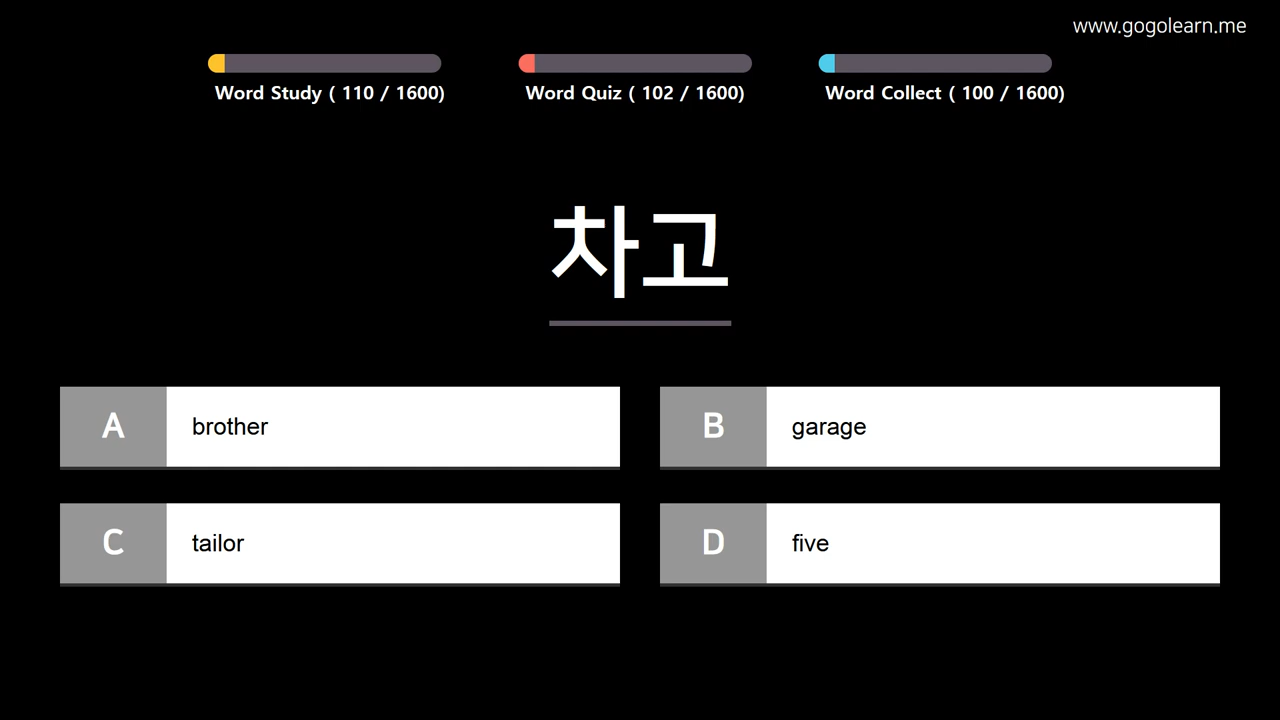 www.gogolearn.me
Word Study ( 110 / 1600)
Word Quiz ( 102 / 1600)
Word Collect ( 100 / 1600)
차고
A brother
B garage
C tailor
D five